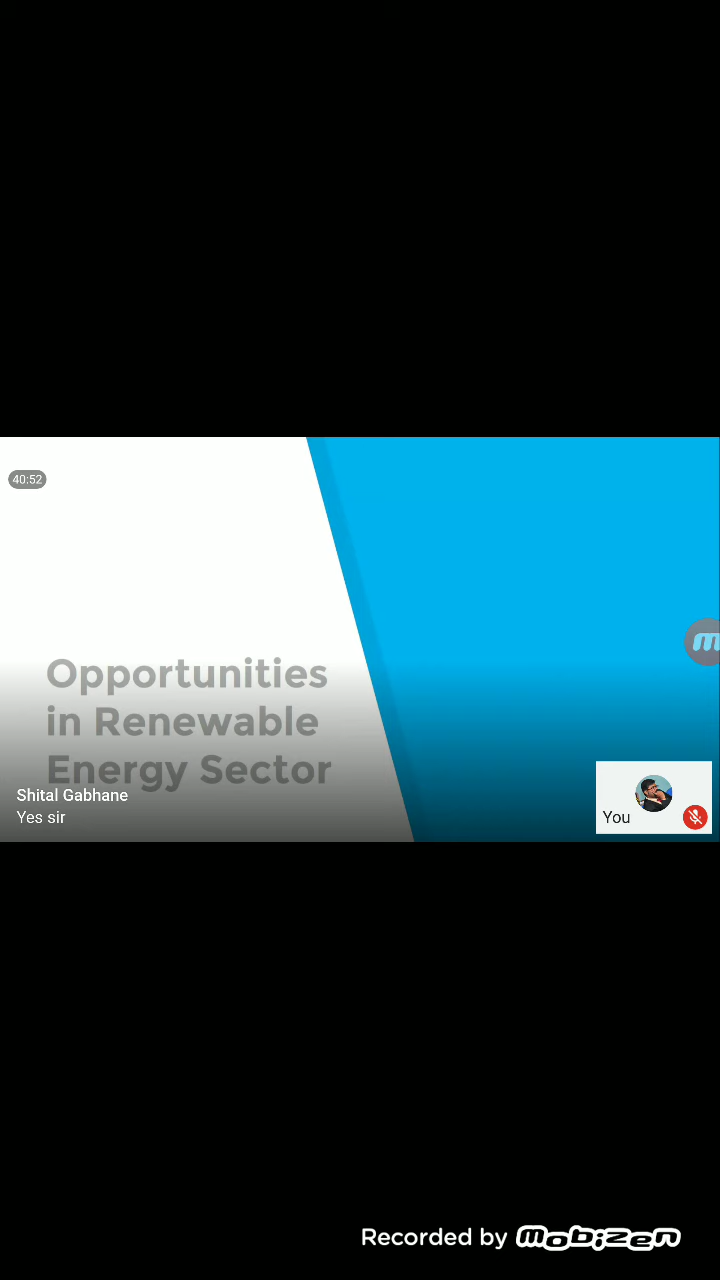 40:52
Opportunities
in Renewable
Energy Sector
Shital Gabhane
Yes sir
You
m
Recorded by mobizen